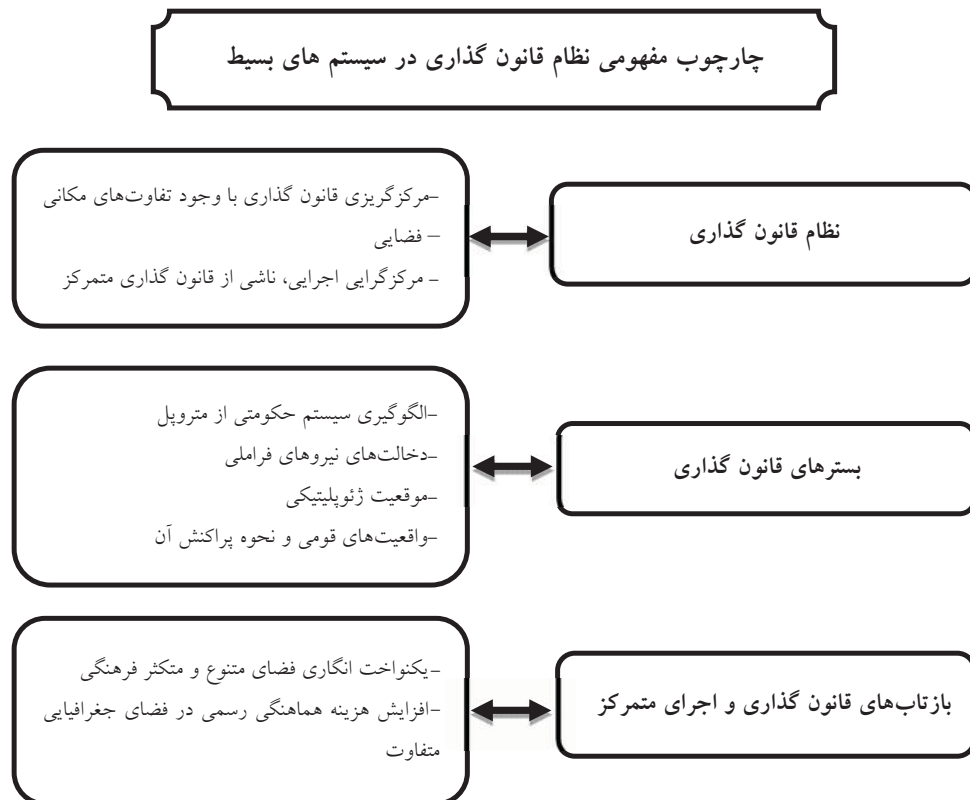 چارچوب مفهومی نظام قانون گذاری در سیستم های بسیط
نظام قانون گذاری
-مرکزگریزی قانون گذاری با وجود تفاوت‌های مکانی
– فضایی
- مرکزگرایی اجرایی، ناشی از قانون گذاری متمرکز
بسترهای قانون گذاری
-الگوگیری سیستم حکومتی از متروپل
-دخالت‌های نیروهای فراملی
-موقعیت ژئوپلیتیکی
-واقعیت‌های قومی و نحوه پراکنش آن
بازتاب‌های قانون گذاری و اجرای متمرکز
-یکنواخت انگاری فضای متنوع و متکثر فرهنگی
-افزایش هزینه هماهنگی رسمی در فضای جغرافیایی
متفاوت